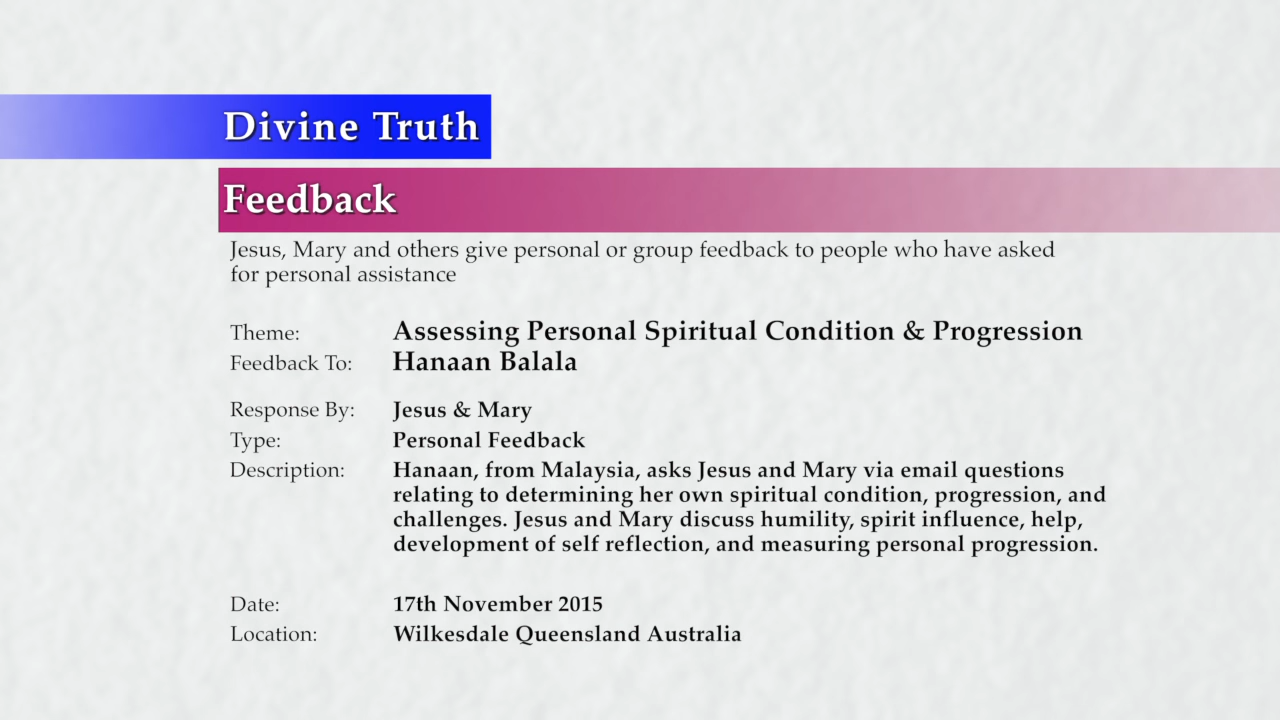 Divine Truth
Feedback
Jesus, Mary and others give personal or group feedback to people who have asked
for personal assistance
Theme: Assessing Personal Spiritual Condition & Progression
Feedback To: Hanaan Balala
Response By: Jesus & Mary
Type: Personal Feedback
Description: Hanaan, from Malaysia, asks Jesus and Mary via email questions
relating to determining her own spiritual condition, progression, and
challenges. Jesus and Mary discuss humility, spirit influence, help,
development of self reflection, and measuring personal progression.
Date: 17th November 2015
Location: Wilkesdale Queensland Australia